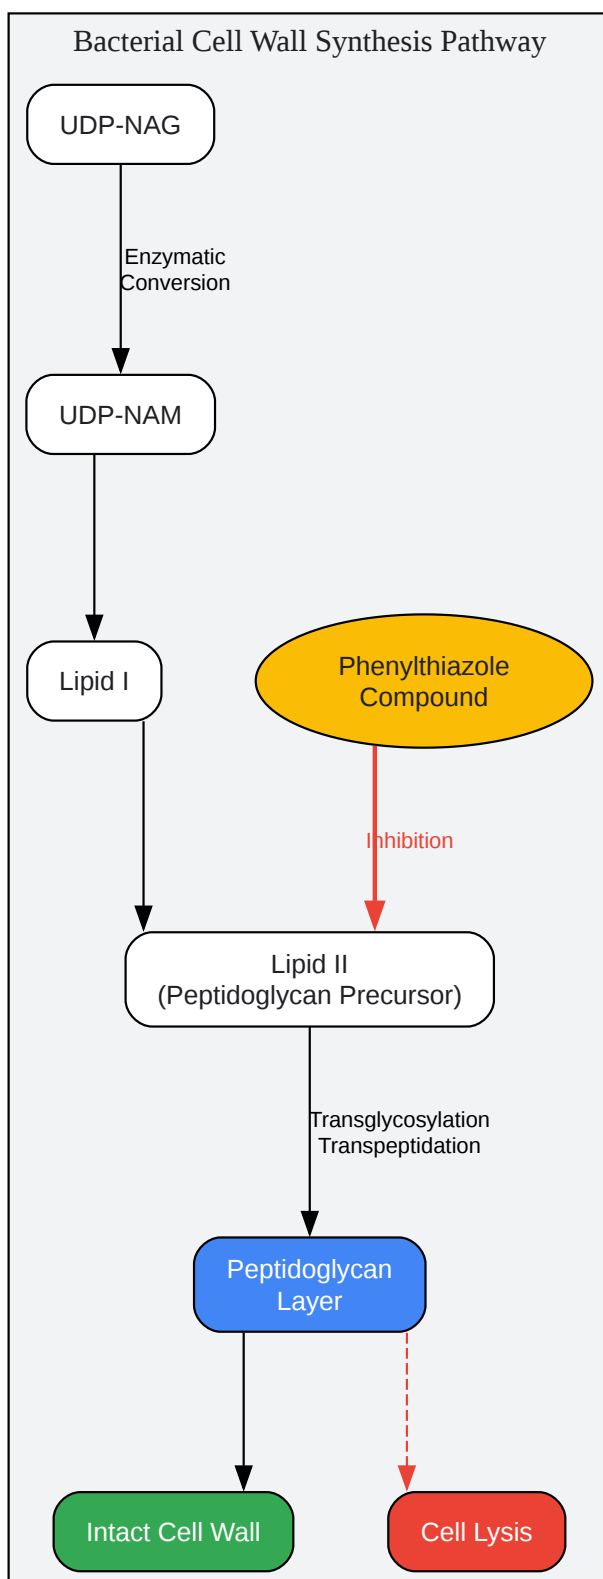 Bacterial Cell Wall Synthesis Pathway
UDP-NAG
Enzymatic
Conversion
UDP-NAM
Lipid I
Phenylthiazole
Compound
Inhibition
Lipid II
(Peptidoglycan Precursor)
Transglycosylation
Transpeptidation
Peptidoglycan
Layer
Intact Cell Wall
Cell Lysis